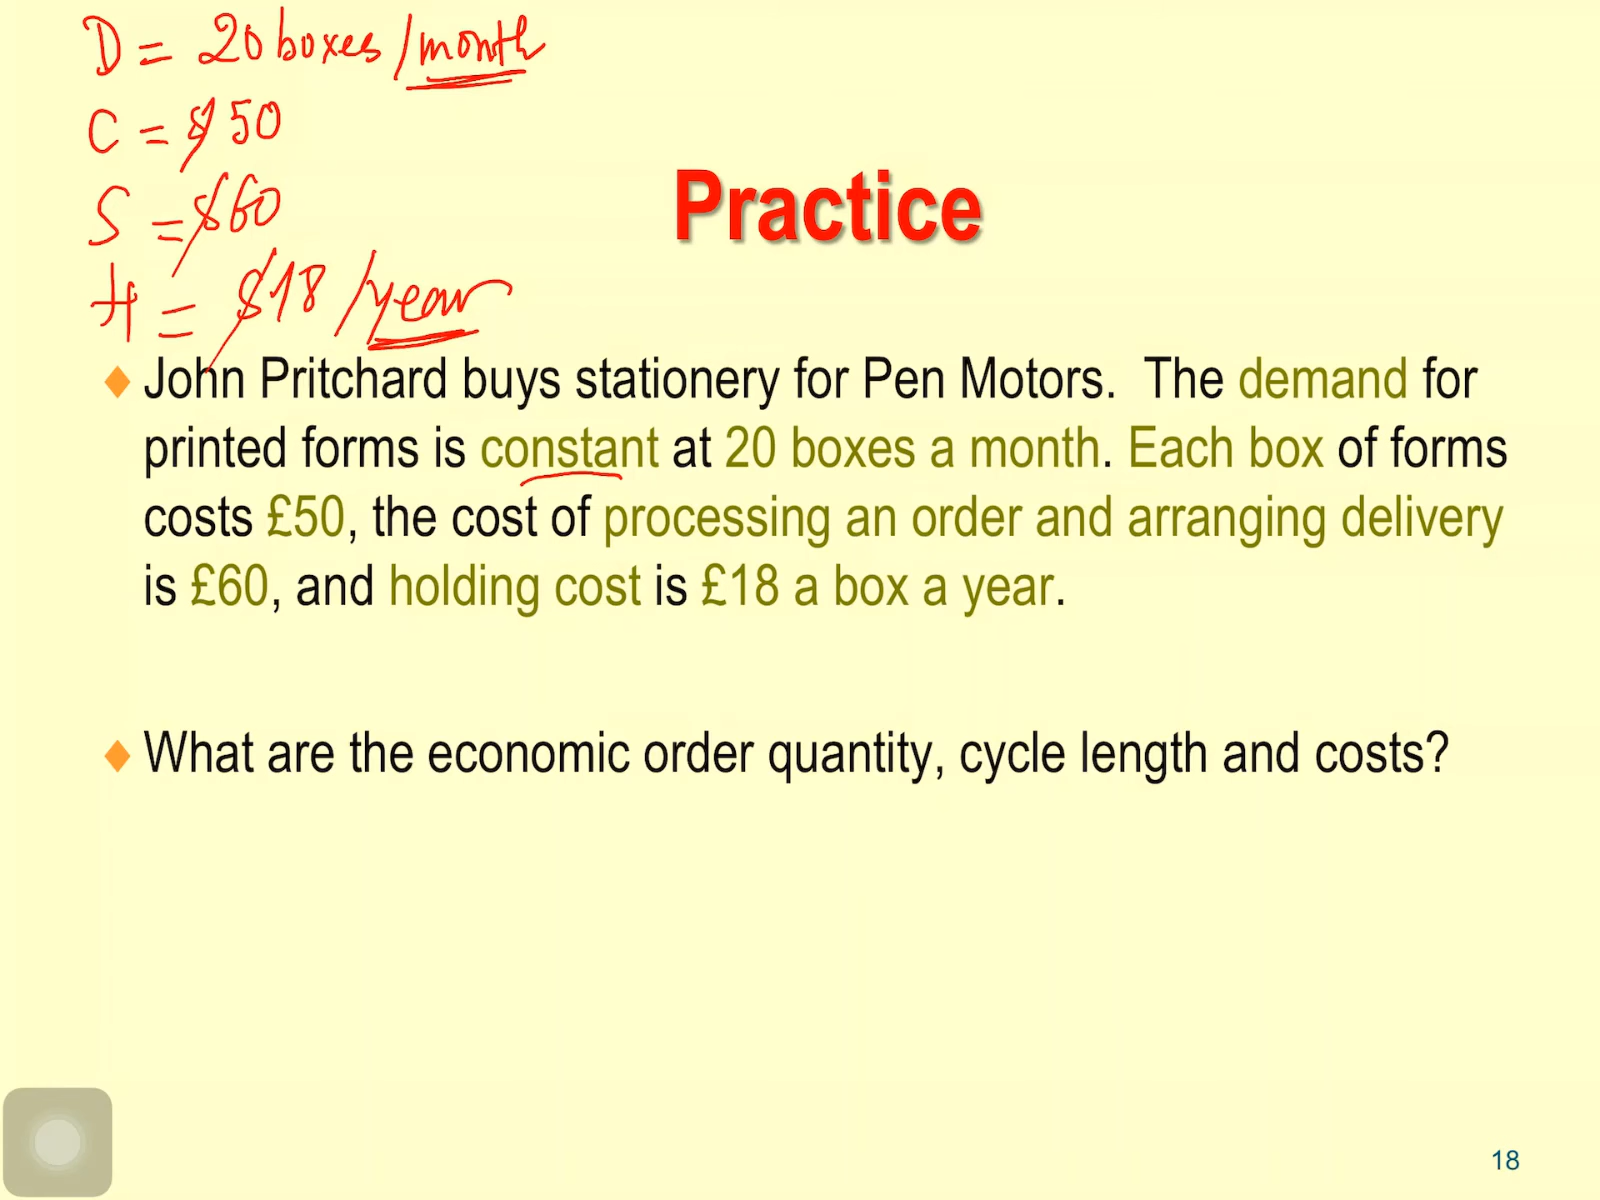 D = 20 boxes / month
C = $50
S = $60
H = $18 / year
Practice
John Pritchard buys stationery for Pen Motors. The demand for
printed forms is constant at 20 boxes a month. Each box of forms
costs £50, the cost of processing an order and arranging delivery
is £60, and holding cost is £18 a box a year.
What are the economic order quantity, cycle length and costs?
18